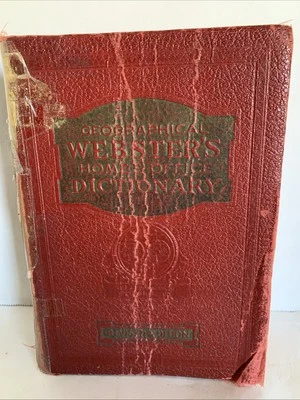 GEOGRAPHICAL
WEBSTER'S
HOME & OFFICE
DICTIONARY